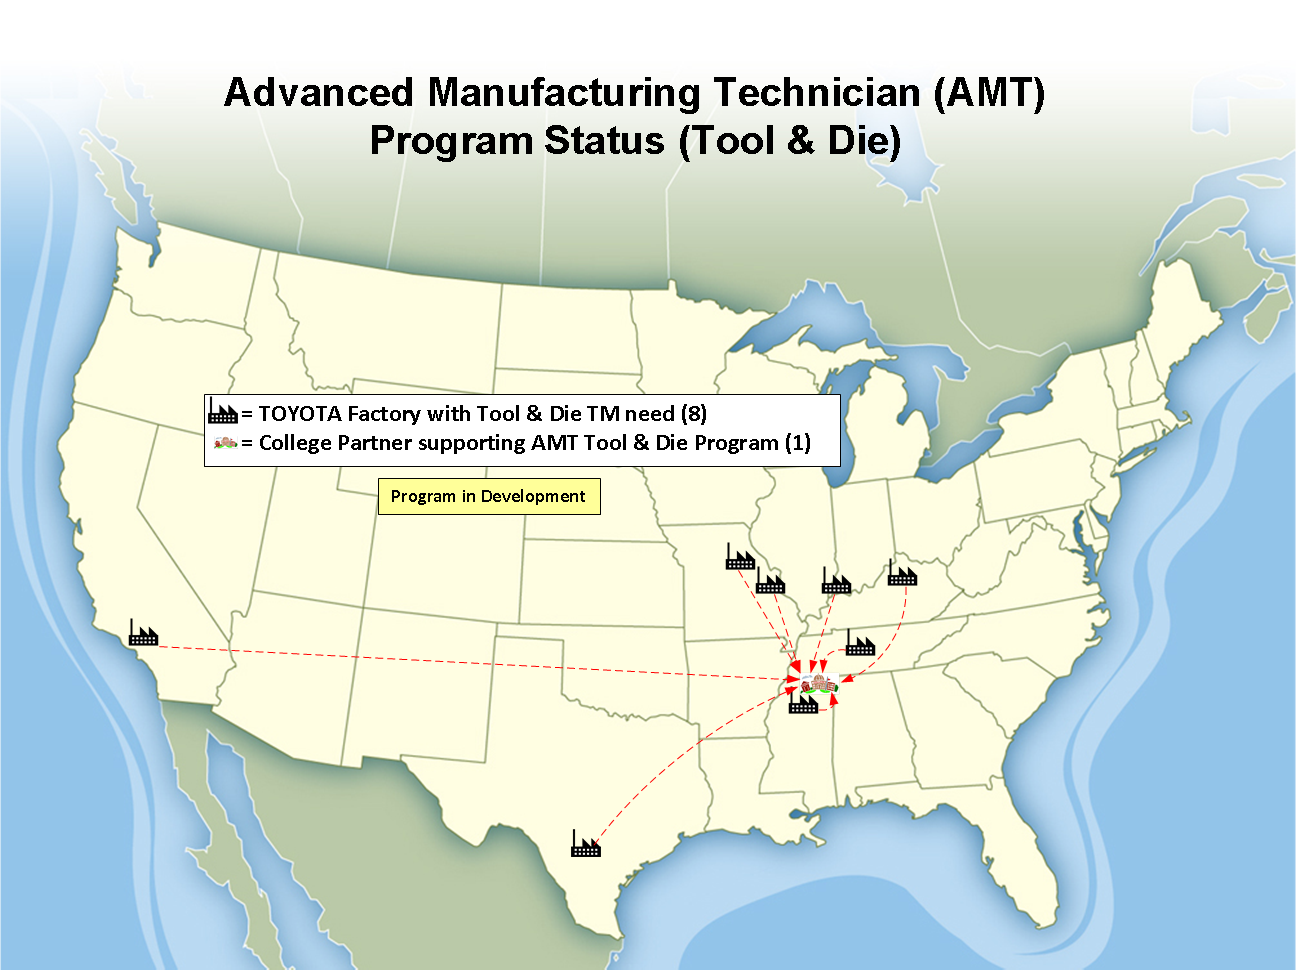 Advanced Manufacturing Technician (AMT)
Program Status (Tool & Die)
= TOYOTA Factory with Tool & Die TM need (8)
= College Partner supporting AMT Tool & Die Program (1)
Program in Development